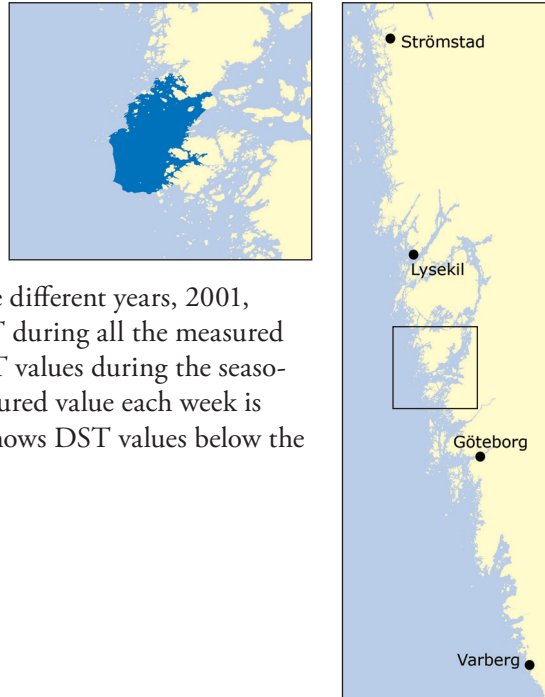 Strömstad
Lysekil
different years, 2001,
during all the measured
values during the seaso-
ured value each week is
hows DST values below the
Göteborg
Varberg